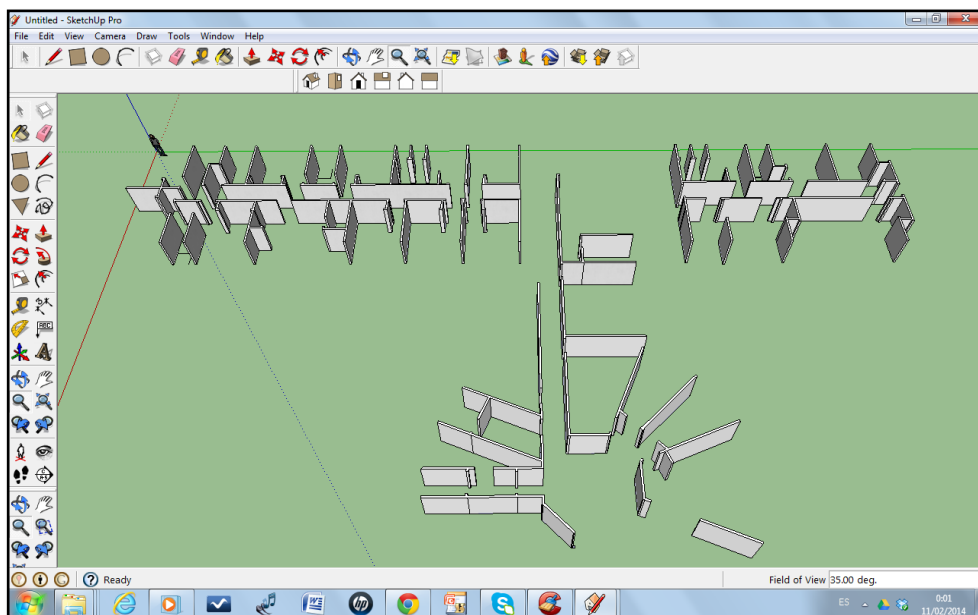 Untitled - SketchUp Pro
File Edit View Camera Draw Tools Window Help
ABC
Ready
Field of View 35.00 deg.
ES
0:01
11/02/2014